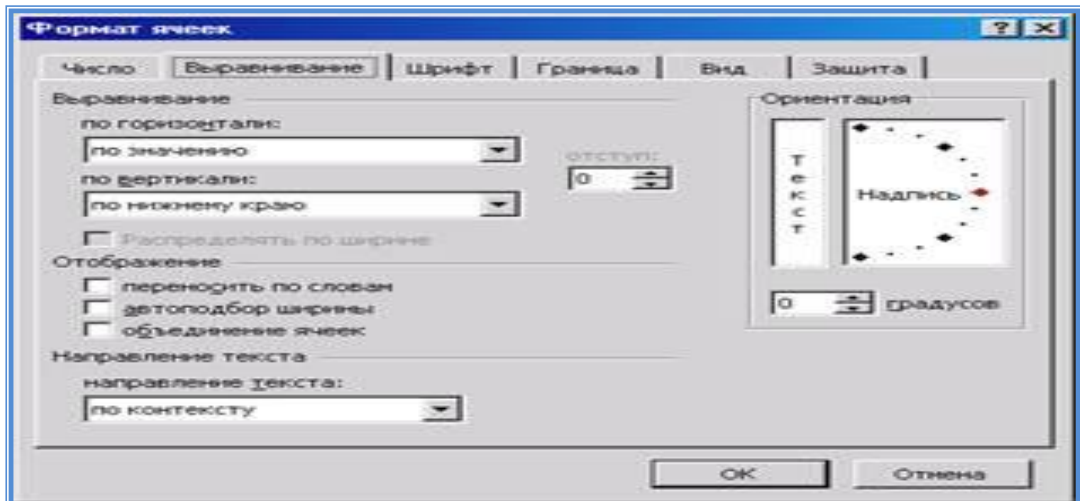 Формат ячеек
Число Выравнивание Шрифт Граница Вид Защита
Выравнивание
по горизонтали:
по значению
отступ:
0
по вертикали:
по нижнему краю
Распределять по ширине
Отображение
переносить по словам
автоподбор ширины
объединение ячеек
Направление текста
направление текста:
по контексту
Ориентация
Текст
Надпись
0 градусов
ОК Отмена